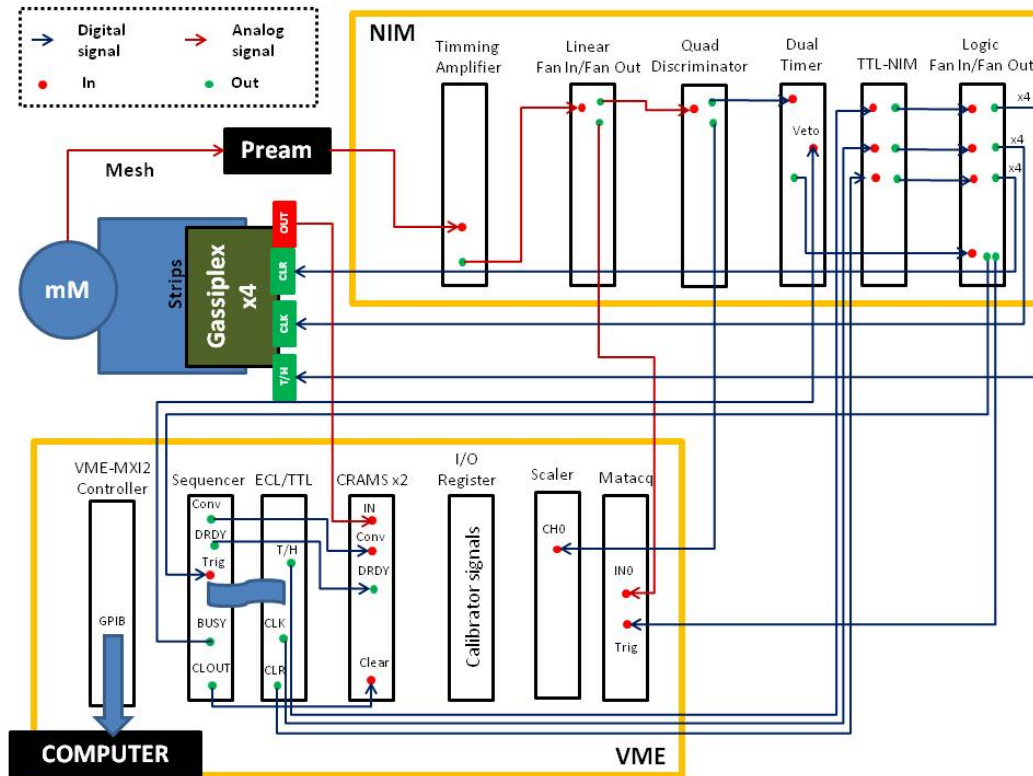 Digital signal
Analog signal
In
Out
NIM
Timming Amplifier
Linear Fan In/Fan Out
Quad Discriminator
Dual Timer
TTL-NIM
Logic Fan In/Fan Out
x4
x4
x4
Veto
Pream
Mesh
mM
Strips
Gassiplex x4
OUT
CLR
CLK
T/H
VME-MXI2 Controller
Sequencer
ECL/TTL
CRAMS x2
I/O Register
Scaler
Matacq
Conv
DRDY
Trig
BUSY
CLOUT
T/H
CLK
CLR
IN
Conv
DRDY
Clear
Calibrator signals
CH0
IN0
Trig
GPIB
COMPUTER
VME